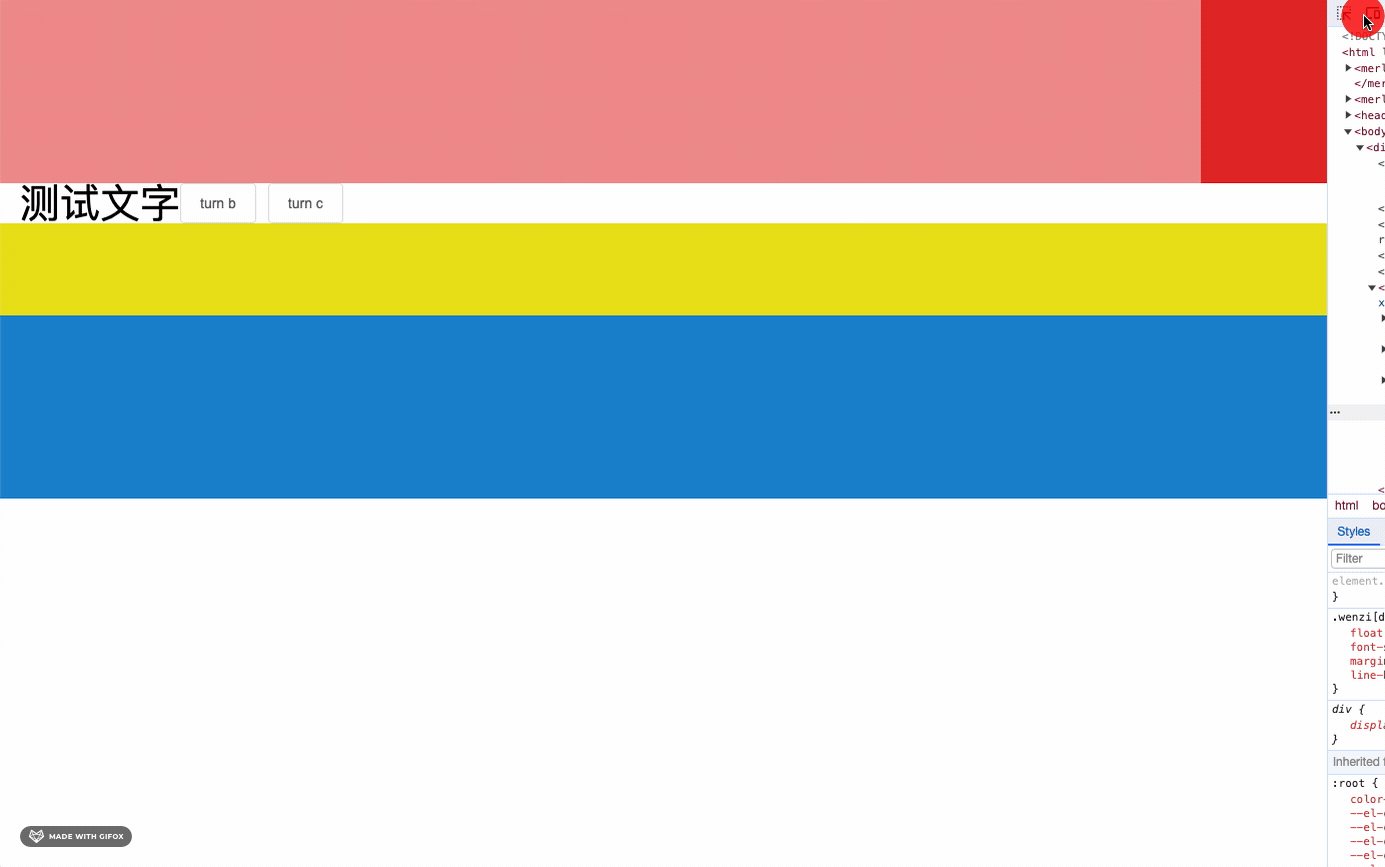 <!DOCTY
<html l
<merl
</mer
<merl
<head
<body
<di
<
<
<
r
<
<
<
x
测试文字 turn b turn c
...
<
html bo
Styles
Filter
element.
}
.wenzi[d
float
font-s
margin
line-h
}
div {
displa
}
Inherited f
:root {
color-
--el-c
--el-c
--el-c
--el-c
MADE WITH GIFOX